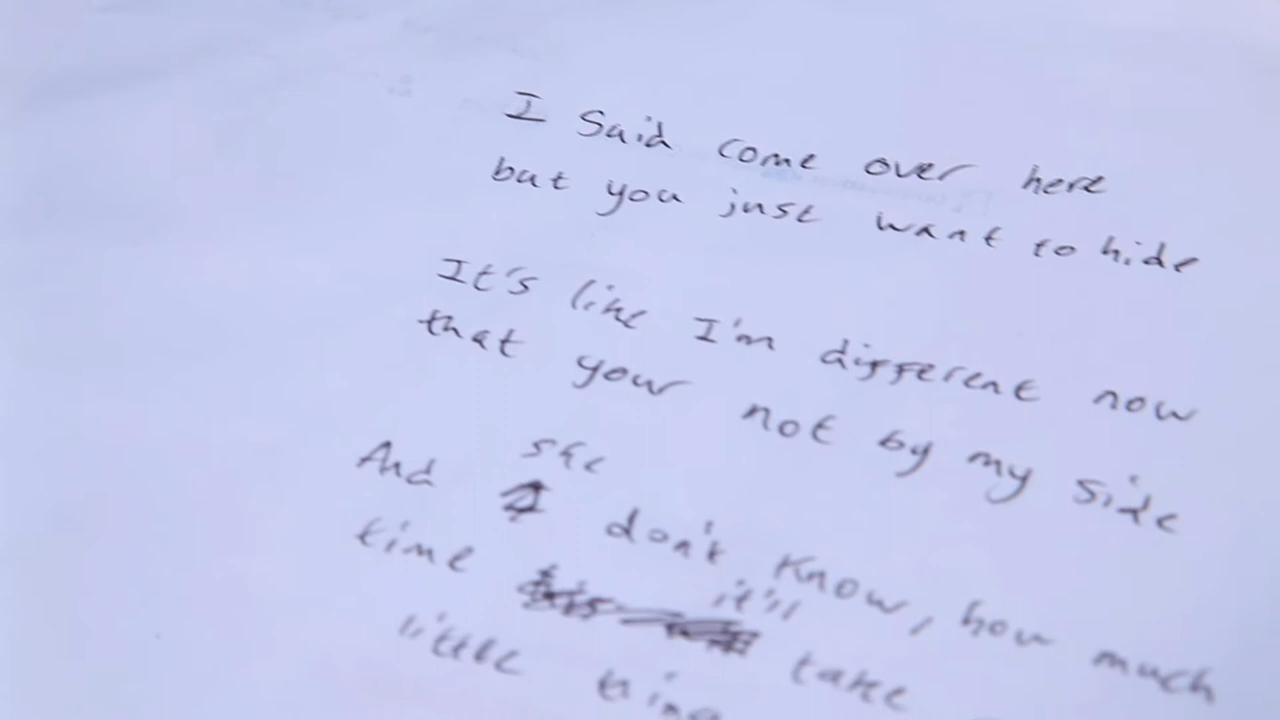 I Said come over here
but you just want to hide
It's like I'm different now
that your not by my side
And she don't know, how much
time it'll take
little